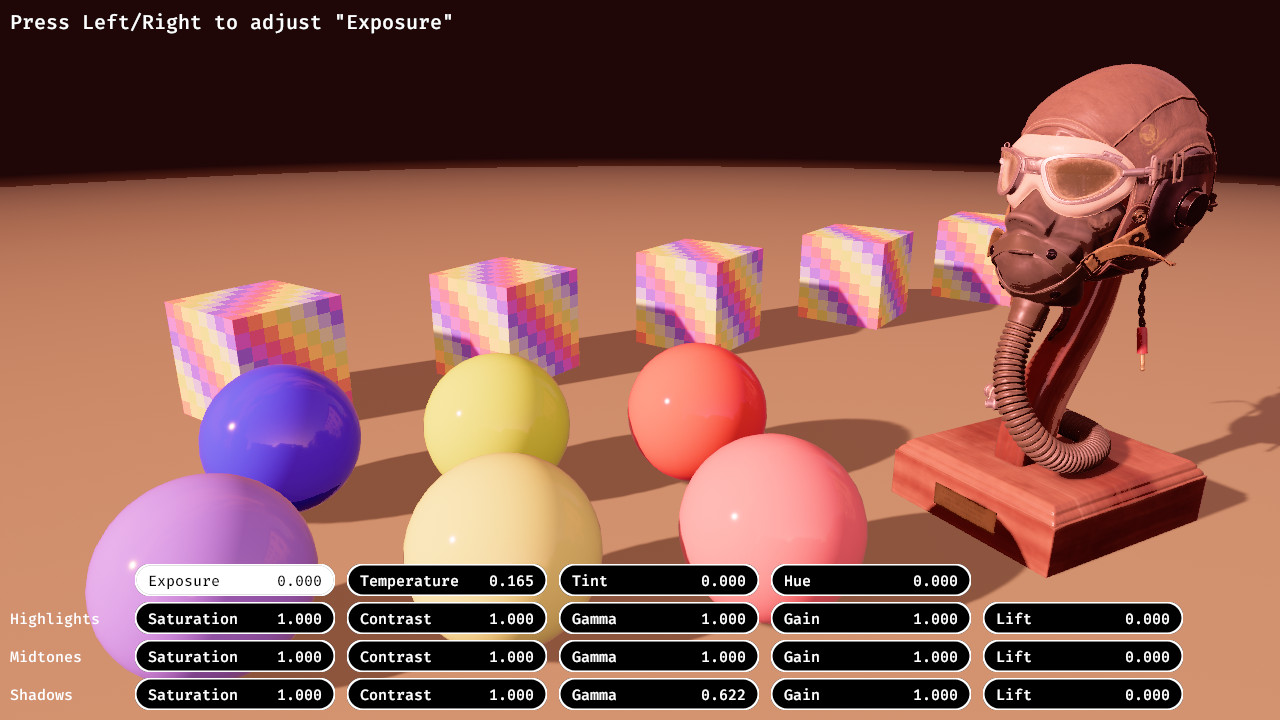 Press Left/Right to adjust "Exposure"
Exposure 0.000 Temperature 0.165 Tint 0.000 Hue 0.000
Highlights Saturation 1.000 Contrast 1.000 Gamma 1.000 Gain 1.000 Lift 0.000
Midtones Saturation 1.000 Contrast 1.000 Gamma 1.000 Gain 1.000 Lift 0.000
Shadows Saturation 1.000 Contrast 1.000 Gamma 0.622 Gain 1.000 Lift 0.000